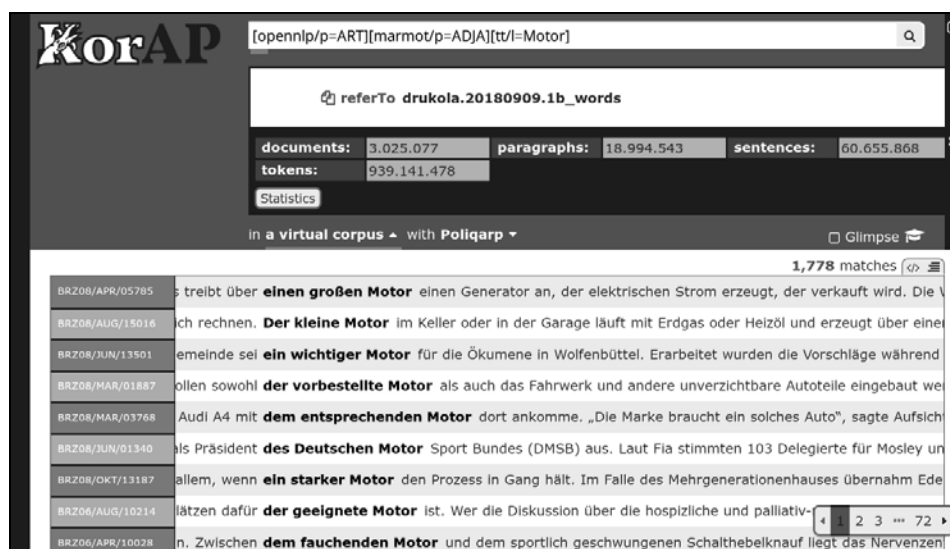 KorAP
[opennlp/p=ART][marmot/p=ADJA][tt/l=Motor]
referTo drukola.20180909.1b_words
documents: 3.025.077 paragraphs: 18.994.543 sentences: 60.655.868
tokens: 939.141.478
Statistics
in a virtual corpus with Poliqarp Glimpse
1,778 matches
BRZ08/APR/05785 s treibt über einen großen Motor einen Generator an, der elektrischen Strom erzeugt, der verkauft wird. Die
BRZ08/AUG/15016 ich rechnen. Der kleine Motor im Keller oder in der Garage läuft mit Erdgas oder Heizöl und erzeugt über eine
BRZ08/JUN/13501 emeinde sei ein wichtiger Motor für die Ökumene in Wolfenbüttel. Erarbeitet wurden die Vorschläge während
BRZ08/MAR/01887 ollen sowohl der vorbestellte Motor als auch das Fahrwerk und andere unverzichtbare Autoteile eingebaut we
BRZ08/MAR/03768 Audi A4 mit dem entsprechenden Motor dort ankomme. „Die Marke braucht ein solches Auto“, sagte Aufsich
BRZ08/JUN/01340 als Präsident des Deutschen Motor Sport Bundes (DMSB) aus. Laut Fia stimmten 103 Delegierte für Mosley un
BRZ08/OKT/13187 allem, wenn ein starker Motor den Prozess in Gang hält. Im Falle des Mehrgenerationenhauses übernahm Ede
BRZ06/AUG/10214 lätzen dafür der geeignete Motor ist. Wer die Diskussion über die hospizliche und palliativ-
1 2 3 ••• 72
BRZ06/APR/10028 n. Zwischen dem fauchenden Motor und dem sportlich geschwungenen Schalthebelknauf liegt das Nervenzen